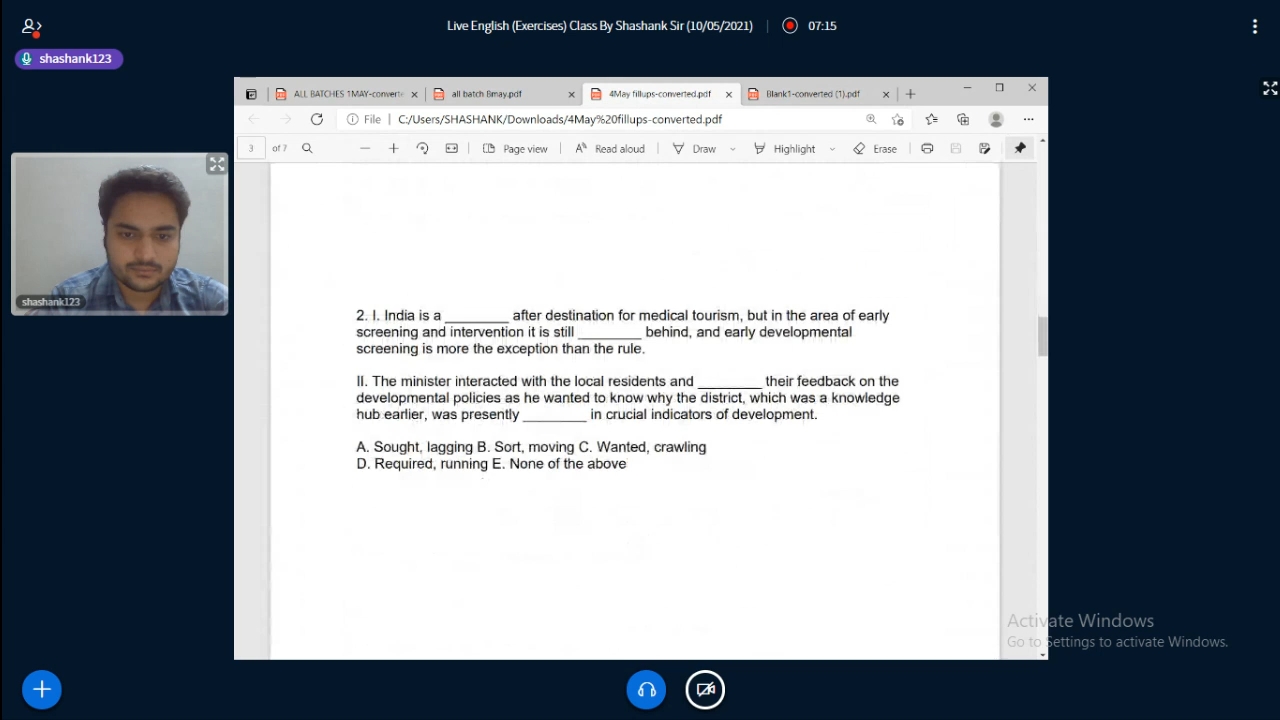 Live English (Exercises) Class By Shashank Sir (10/05/2021)
07:15
shashank123
ALL BATCHES 1MAY-converte
all batch 8may.pdf
4May fillups-converted.pdf
Blank1-converted (1).pdf
File
C:/Users/SHASHANK/Downloads/4May%20fillups-converted.pdf
3 of 7
Page view
Read aloud
Draw
Highlight
Erase
shashank123
2. I. India is a ________ after destination for medical tourism, but in the area of early
screening and intervention it is still ________ behind, and early developmental
screening is more the exception than the rule.
II. The minister interacted with the local residents and ________ their feedback on the
developmental policies as he wanted to know why the district, which was a knowledge
hub earlier, was presently ________ in crucial indicators of development.
A. Sought, lagging B. Sort, moving C. Wanted, crawling
D. Required, running E. None of the above
Activate Windows
Go to Settings to activate Windows.